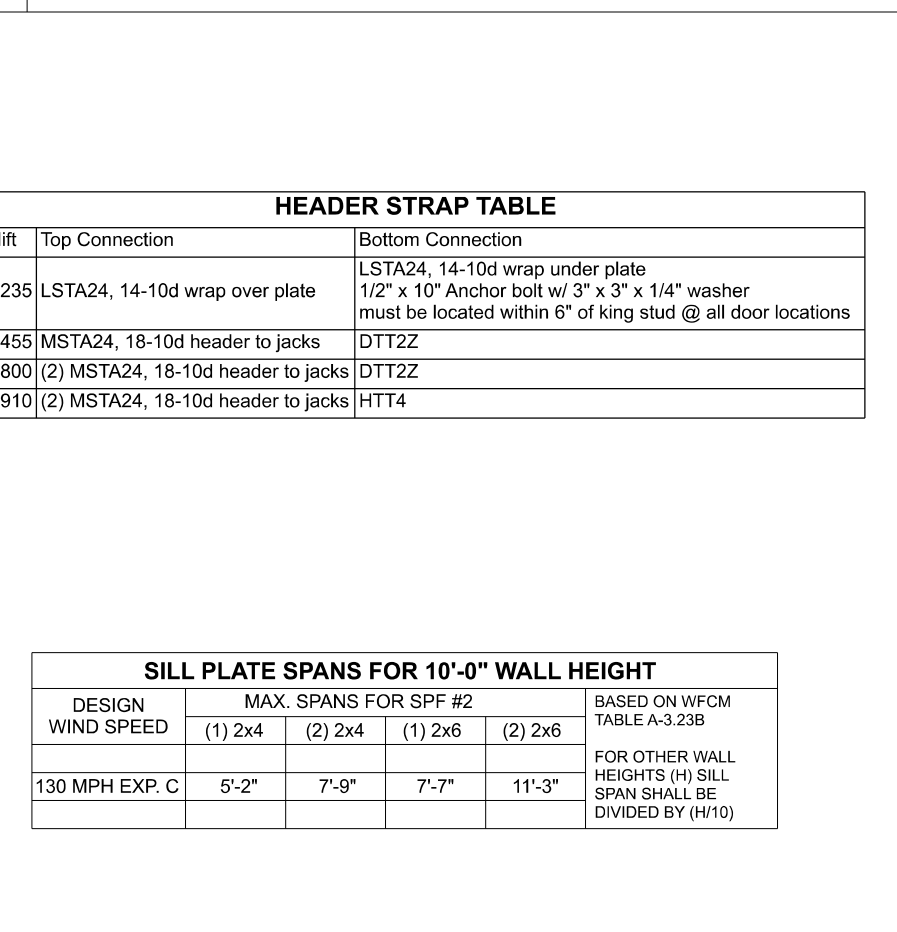 HEADER STRAP TABLE
lift Top Connection Bottom Connection
235 LSTA24, 14-10d wrap over plate LSTA24, 14-10d wrap under plate
1/2" x 10" Anchor bolt w/ 3" x 3" x 1/4" washer
must be located within 6" of king stud @ all door locations
455 MSTA24, 18-10d header to jacks DTT2Z
800 (2) MSTA24, 18-10d header to jacks DTT2Z
910 (2) MSTA24, 18-10d header to jacks HTT4
SILL PLATE SPANS FOR 10'-0" WALL HEIGHT
DESIGN
WIND SPEED
MAX. SPANS FOR SPF #2
(1) 2x4 (2) 2x4 (1) 2x6 (2) 2x6
130 MPH EXP. C 5'-2" 7'-9" 7'-7" 11'-3"
BASED ON WFCM
TABLE A-3.23B
FOR OTHER WALL
HEIGHTS (H) SILL
SPAN SHALL BE
DIVIDED BY (H/10)